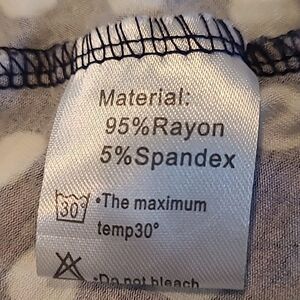 Material:
95%Rayon
5%Spandex
30°
•The maximum
temp30°
•Do not bleach